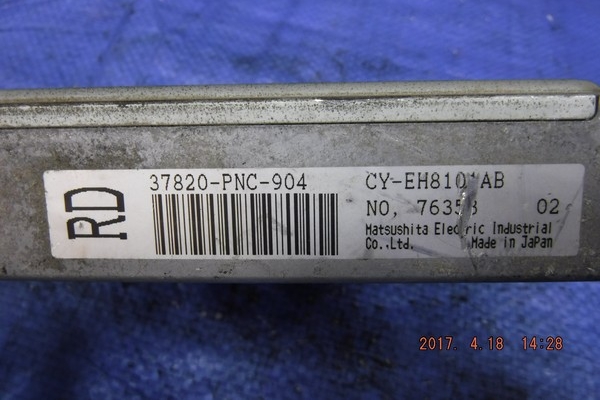 RD
37820-PNC-904
CY-EH810 AB
NO, 7635 02
Matsushita Electric Industrial
Co.,Ltd. Made in JaPan
2017. 4.18 14:28